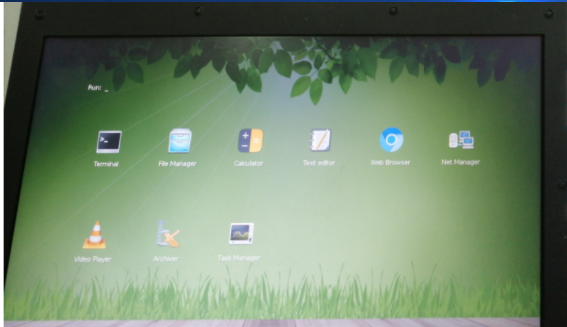 Run: _
Terminal
File Manager
Calculator
Text editor
Web Browser
Net Manager
Video Player
Archiver
Task Manager